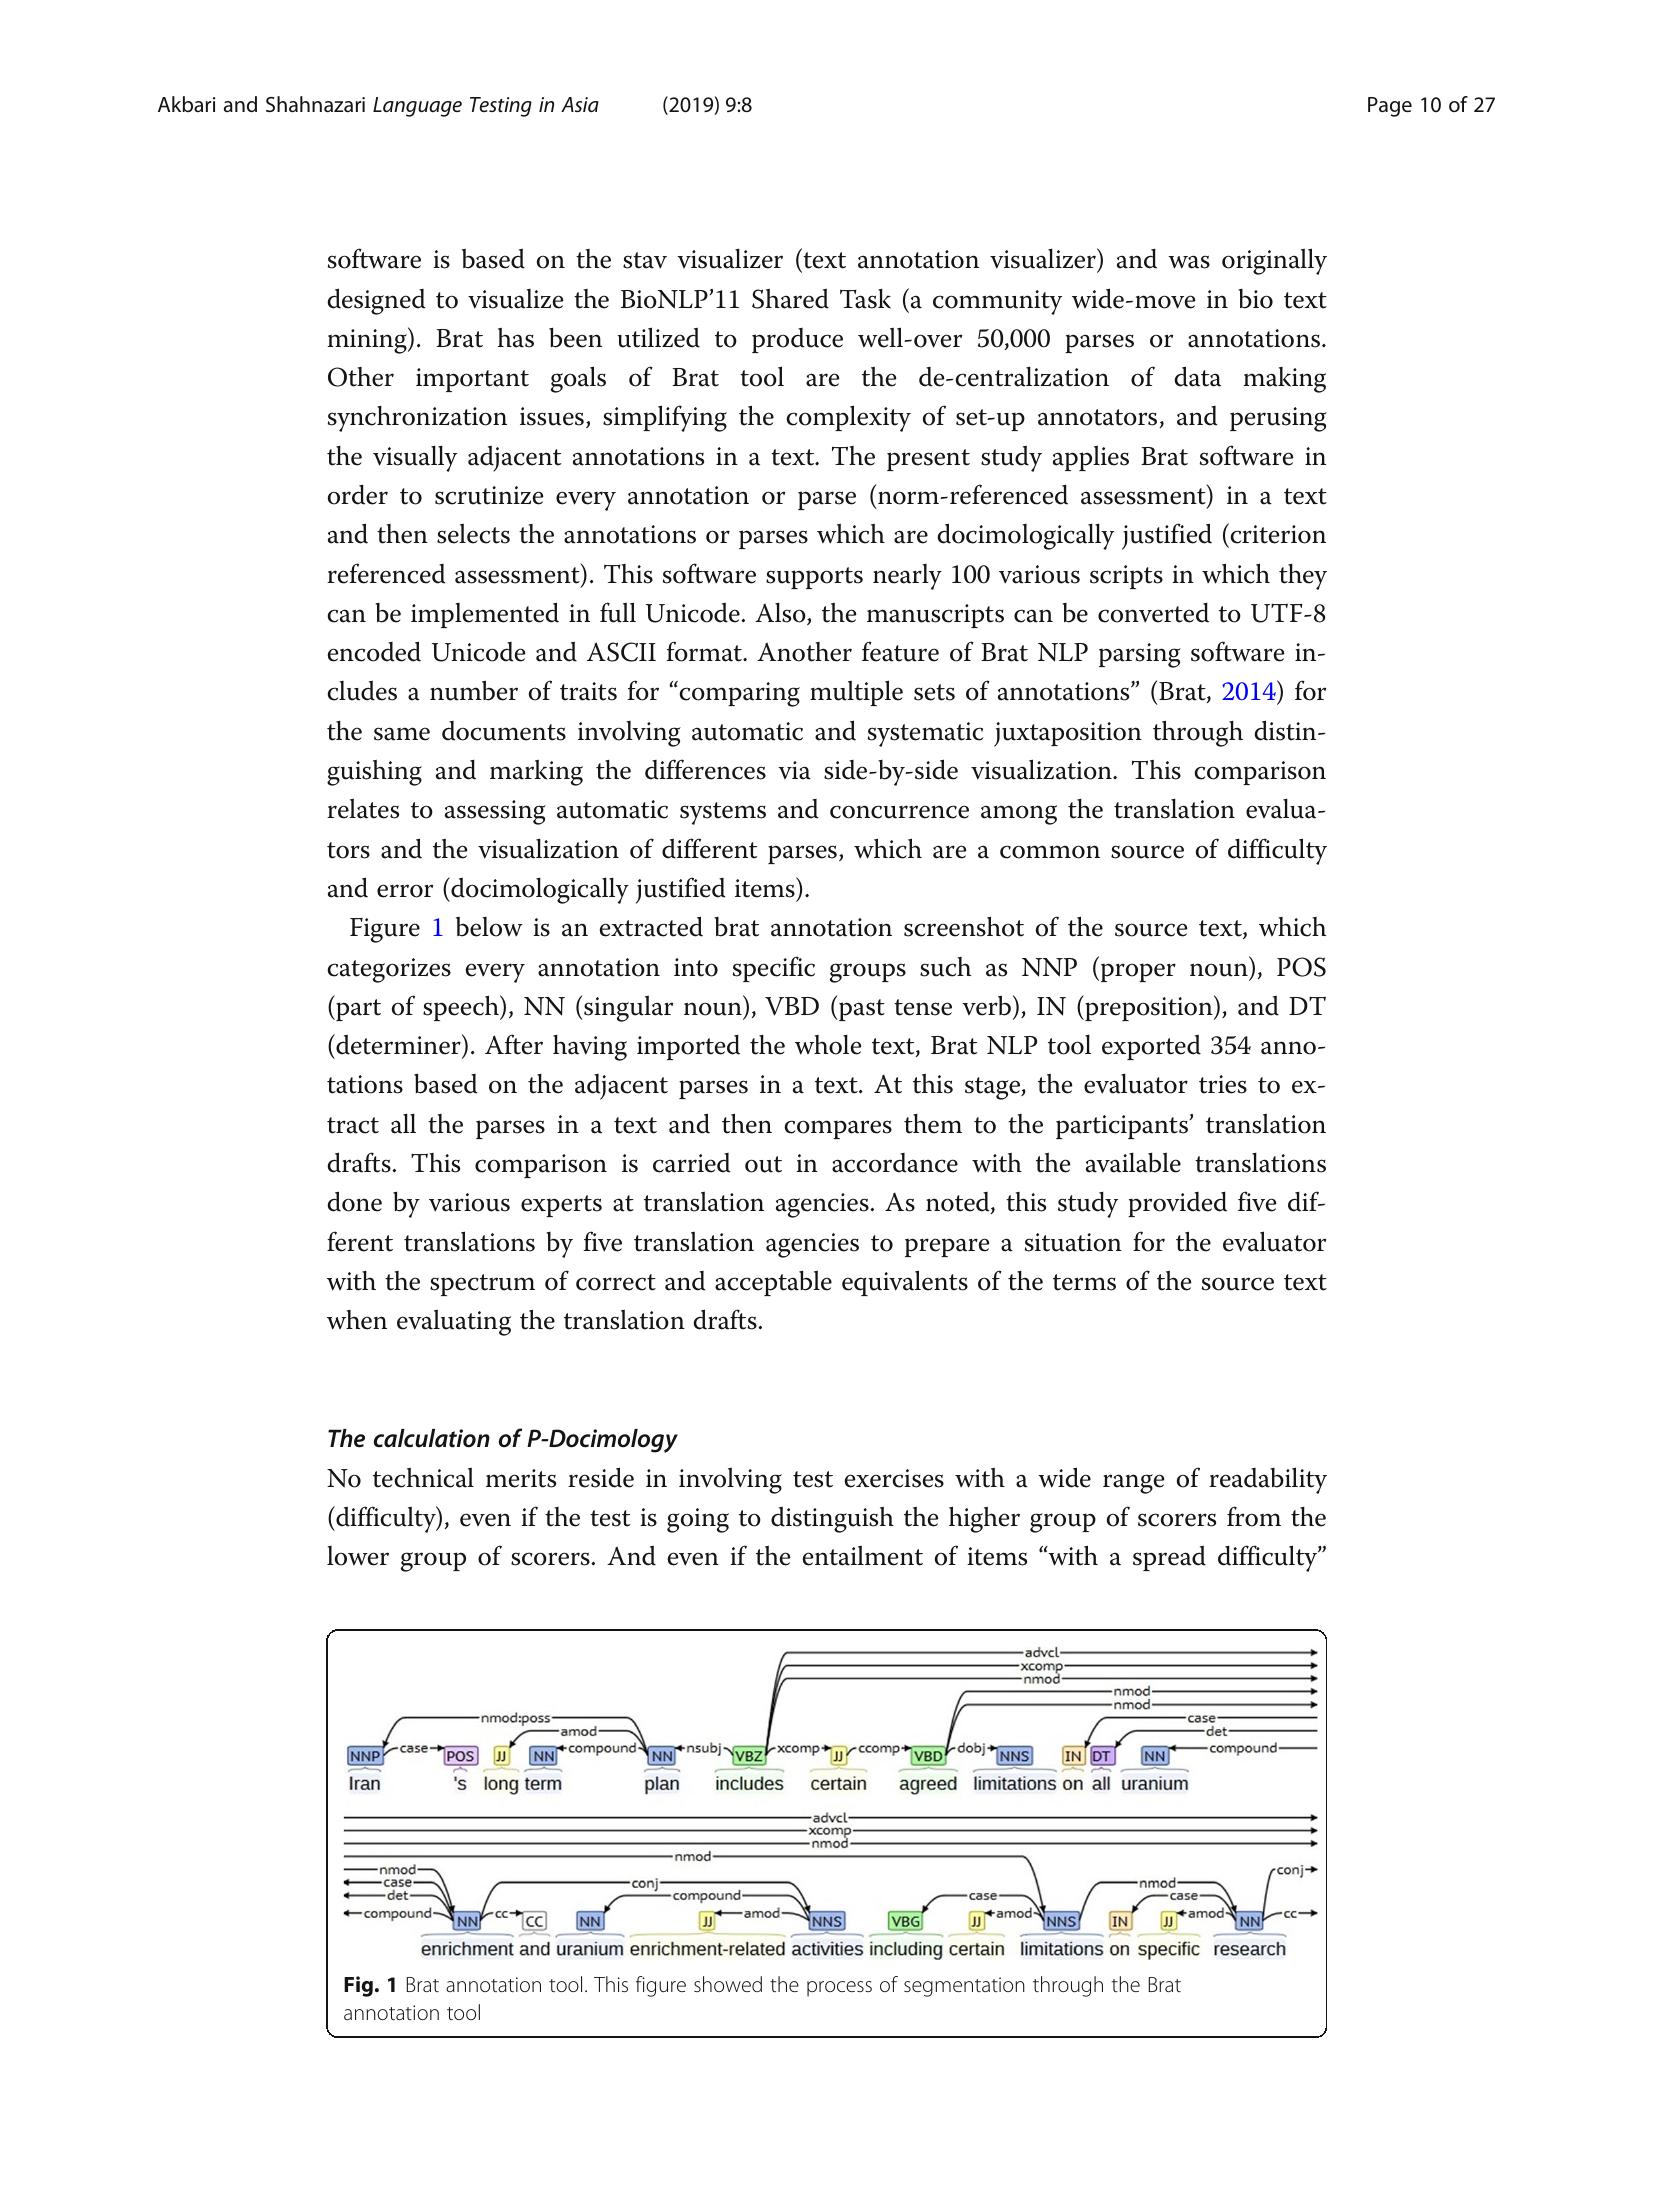 Akbari and Shahnazari Language Testing in Asia (2019) 9:8 Page 10 of 27
software is based on the stav visualizer (text annotation visualizer) and was originally
designed to visualize the BioNLP’11 Shared Task (a community wide-move in bio text
mining). Brat has been utilized to produce well-over 50,000 parses or annotations.
Other important goals of Brat tool are the de-centralization of data making
synchronization issues, simplifying the complexity of set-up annotators, and perusing
the visually adjacent annotations in a text. The present study applies Brat software in
order to scrutinize every annotation or parse (norm-referenced assessment) in a text
and then selects the annotations or parses which are docimologically justified (criterion
referenced assessment). This software supports nearly 100 various scripts in which they
can be implemented in full Unicode. Also, the manuscripts can be converted to UTF-8
encoded Unicode and ASCII format. Another feature of Brat NLP parsing software in-
cludes a number of traits for “comparing multiple sets of annotations” (Brat, 2014) for
the same documents involving automatic and systematic juxtaposition through distin-
guishing and marking the differences via side-by-side visualization. This comparison
relates to assessing automatic systems and concurrence among the translation evalua-
tors and the visualization of different parses, which are a common source of difficulty
and error (docimologically justified items).
Figure 1 below is an extracted brat annotation screenshot of the source text, which
categorizes every annotation into specific groups such as NNP (proper noun), POS
(part of speech), NN (singular noun), VBD (past tense verb), IN (preposition), and DT
(determiner). After having imported the whole text, Brat NLP tool exported 354 anno-
tations based on the adjacent parses in a text. At this stage, the evaluator tries to ex-
tract all the parses in a text and then compares them to the participants’ translation
drafts. This comparison is carried out in accordance with the available translations
done by various experts at translation agencies. As noted, this study provided five dif-
ferent translations by five translation agencies to prepare a situation for the evaluator
with the spectrum of correct and acceptable equivalents of the terms of the source text
when evaluating the translation drafts.
The calculation of P-Docimology
No technical merits reside in involving test exercises with a wide range of readability
(difficulty), even if the test is going to distinguish the higher group of scorers from the
lower group of scorers. And even if the entailment of items “with a spread difficulty”
advcl
xcomp
nmod
nmod
nmod
nmod:poss case
amod det
NNP case POS JJ NN compound NN nsubj VBZ xcomp JJ ccomp VBD dobj NNS IN DT NN compound
Iran 's long term plan includes certain agreed limitations on all uranium
advcl
xcomp
nmod
nmod
nmod conj
case conj nmod
det compound case case
compound NN cc CC NN JJ amod NNS VBG JJ amod NNS IN JJ amod NN cc
enrichment and uranium enrichment-related activities including certain limitations on specific research
Fig. 1 Brat annotation tool. This figure showed the process of segmentation through the Brat
annotation tool